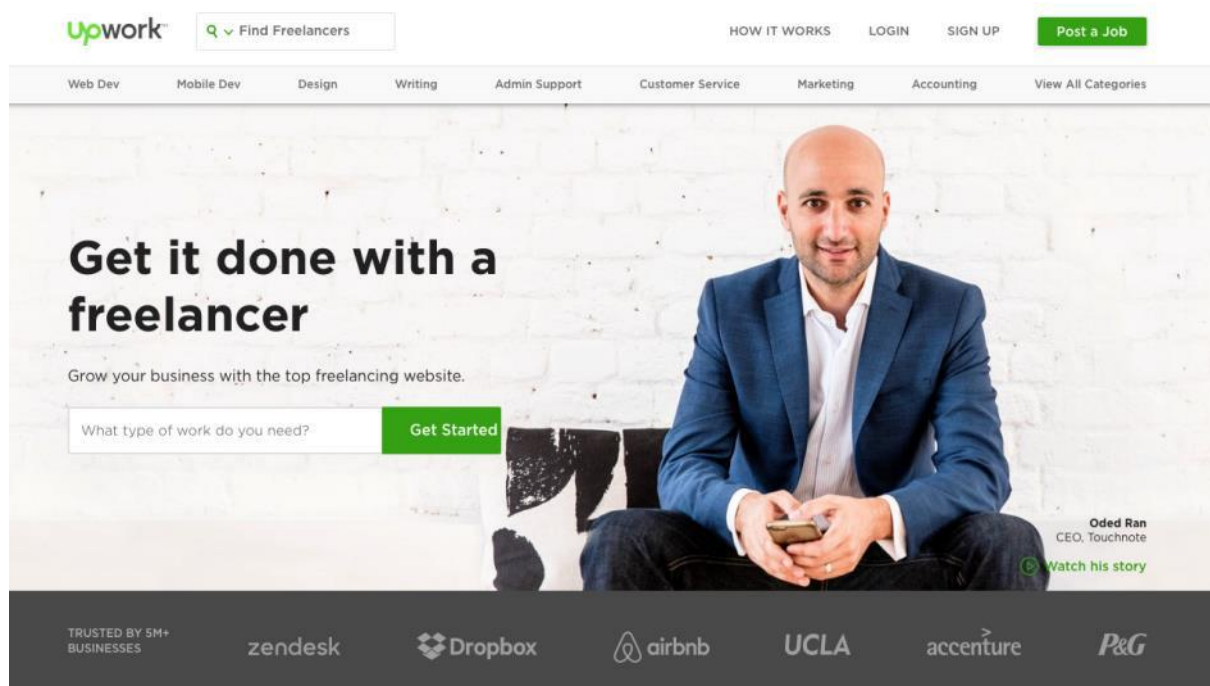 Upwork
Find Freelancers
HOW IT WORKS
LOGIN
SIGN UP
Post a Job
Web Dev
Mobile Dev
Design
Writing
Admin Support
Customer Service
Marketing
Accounting
View All Categories
Get it done with a
freelancer
Grow your business with the top freelancing website.
What type of work do you need?
Get Started
Oded Ran
CEO, Touchnote
Watch his story
TRUSTED BY 5M+
BUSINESSES
zendesk
Dropbox
airbnb
UCLA
accenture
P&G